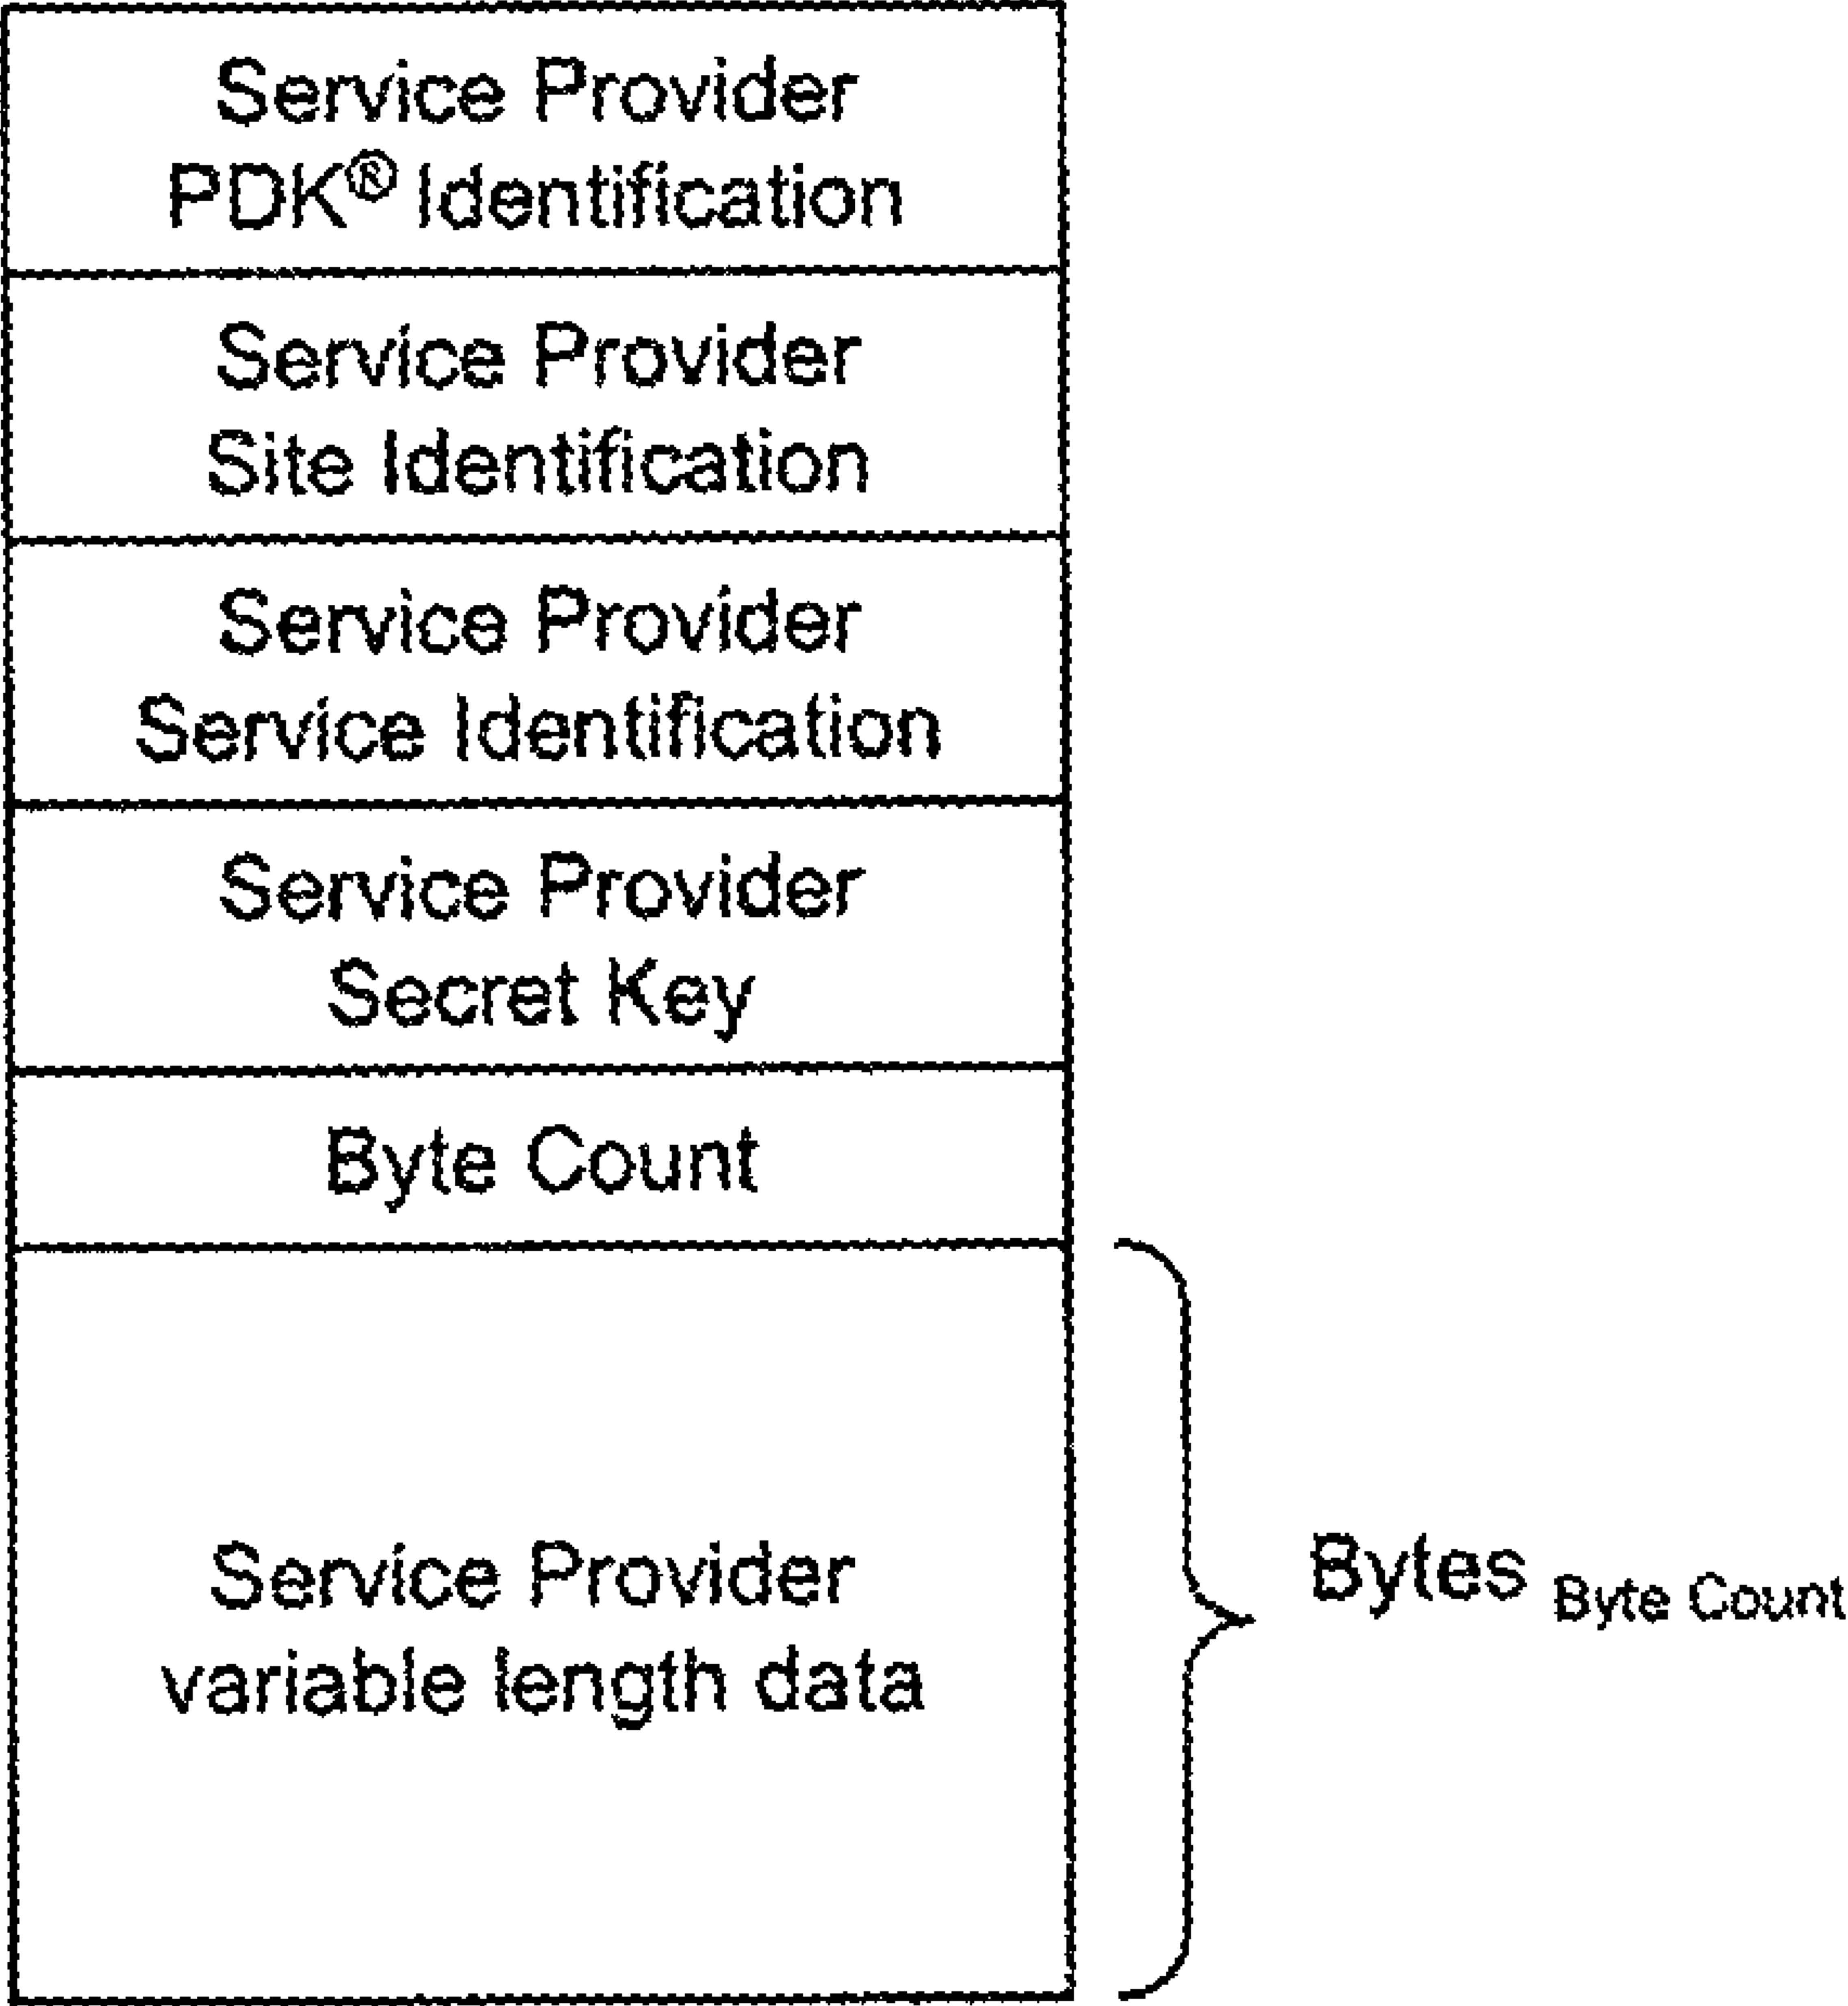 Service Provider
PDK® Identification
Service Provider
Site Identification
Service Provider
Service Identification
Service Provider
Secret Key
Byte Count
Service Provider
variable length data
Bytes Byte Count